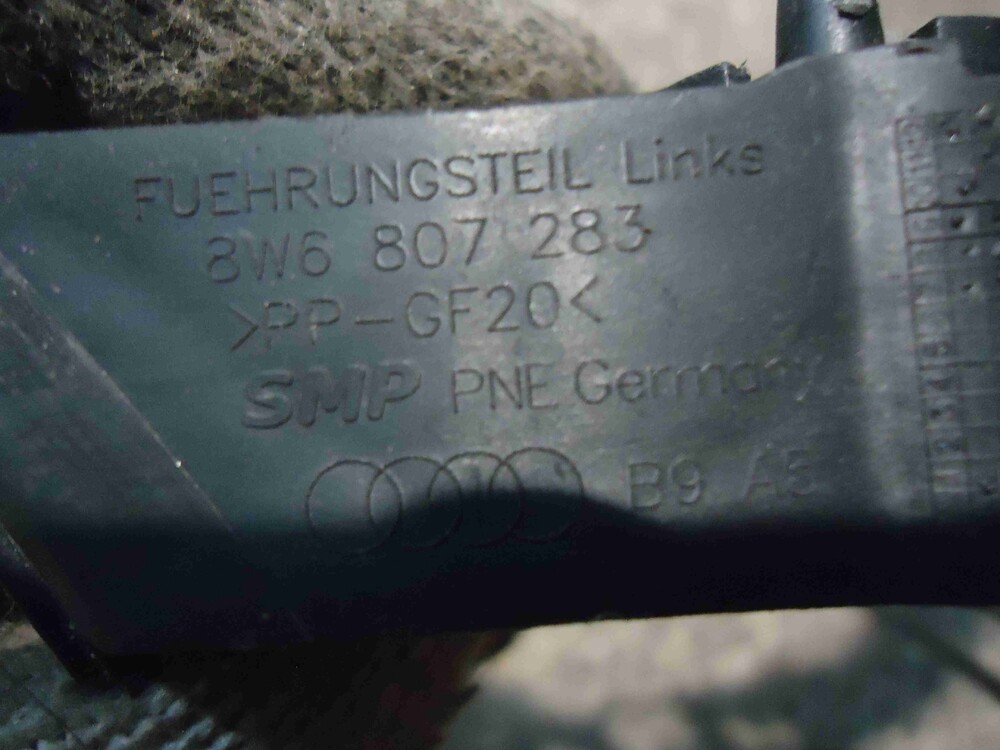 FUEHRUNGSTEIL Links
8W6 807 283
>PP-GF20<
SMP PNE Germany
B9 A5